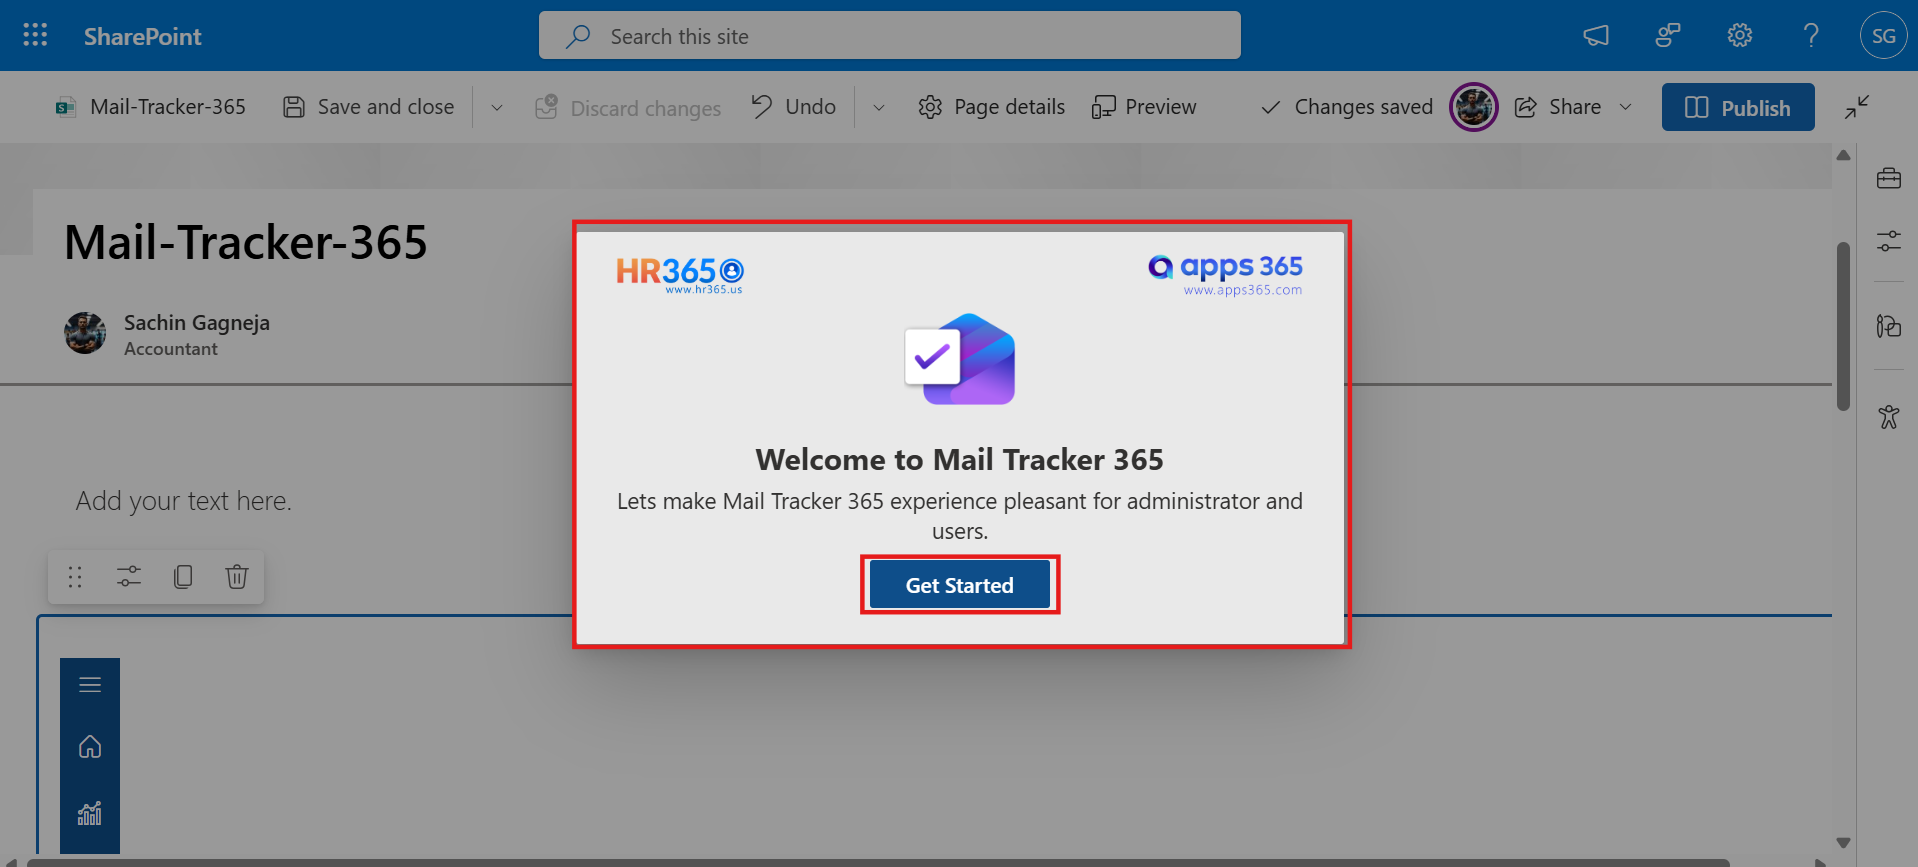 SharePoint
Search this site
SG
S
Mail-Tracker-365
Save and close
Discard changes
Undo
Page details
Preview
Changes saved
Share
Publish
Mail-Tracker-365
Sachin Gagneja
Accountant
HR365
www.hr365.us
apps 365
www.apps365.com
Welcome to Mail Tracker 365
Lets make Mail Tracker 365 experience pleasant for administrator and
users.
Get Started
Add your text here.